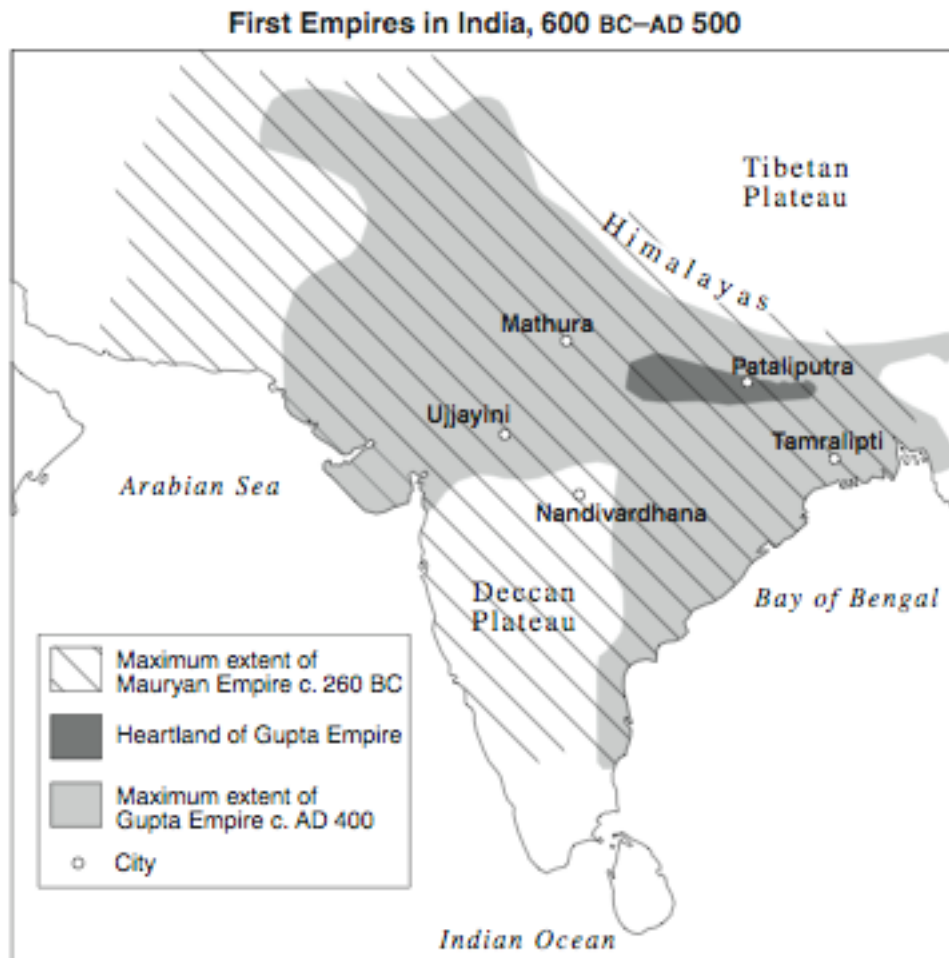 First Empires in India, 600 BC–AD 500
Tibetan
Plateau
Himalayas
Mathura
Pataliputra
Ujjayini
Tamralipti
Arabian Sea
Nandivardhana
Deccan
Plateau
Bay of Bengal
Maximum extent of
Mauryan Empire c. 260 BC
Heartland of Gupta Empire
Maximum extent of
Gupta Empire c. AD 400
City
Indian Ocean